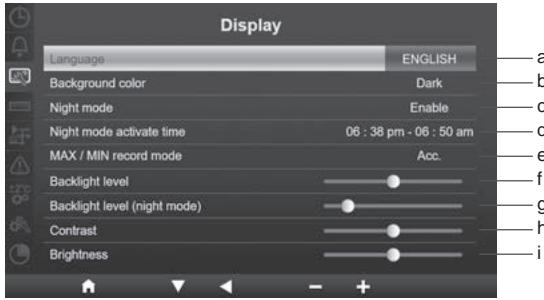 Display
Language ENGLISH a
Background color Dark b
Night mode Enable c
Night mode activate time 06 : 38 pm - 06 : 50 am d
MAX / MIN record mode Acc. e
Backlight level f
Backlight level (night mode) g
Contrast h
Brightness i